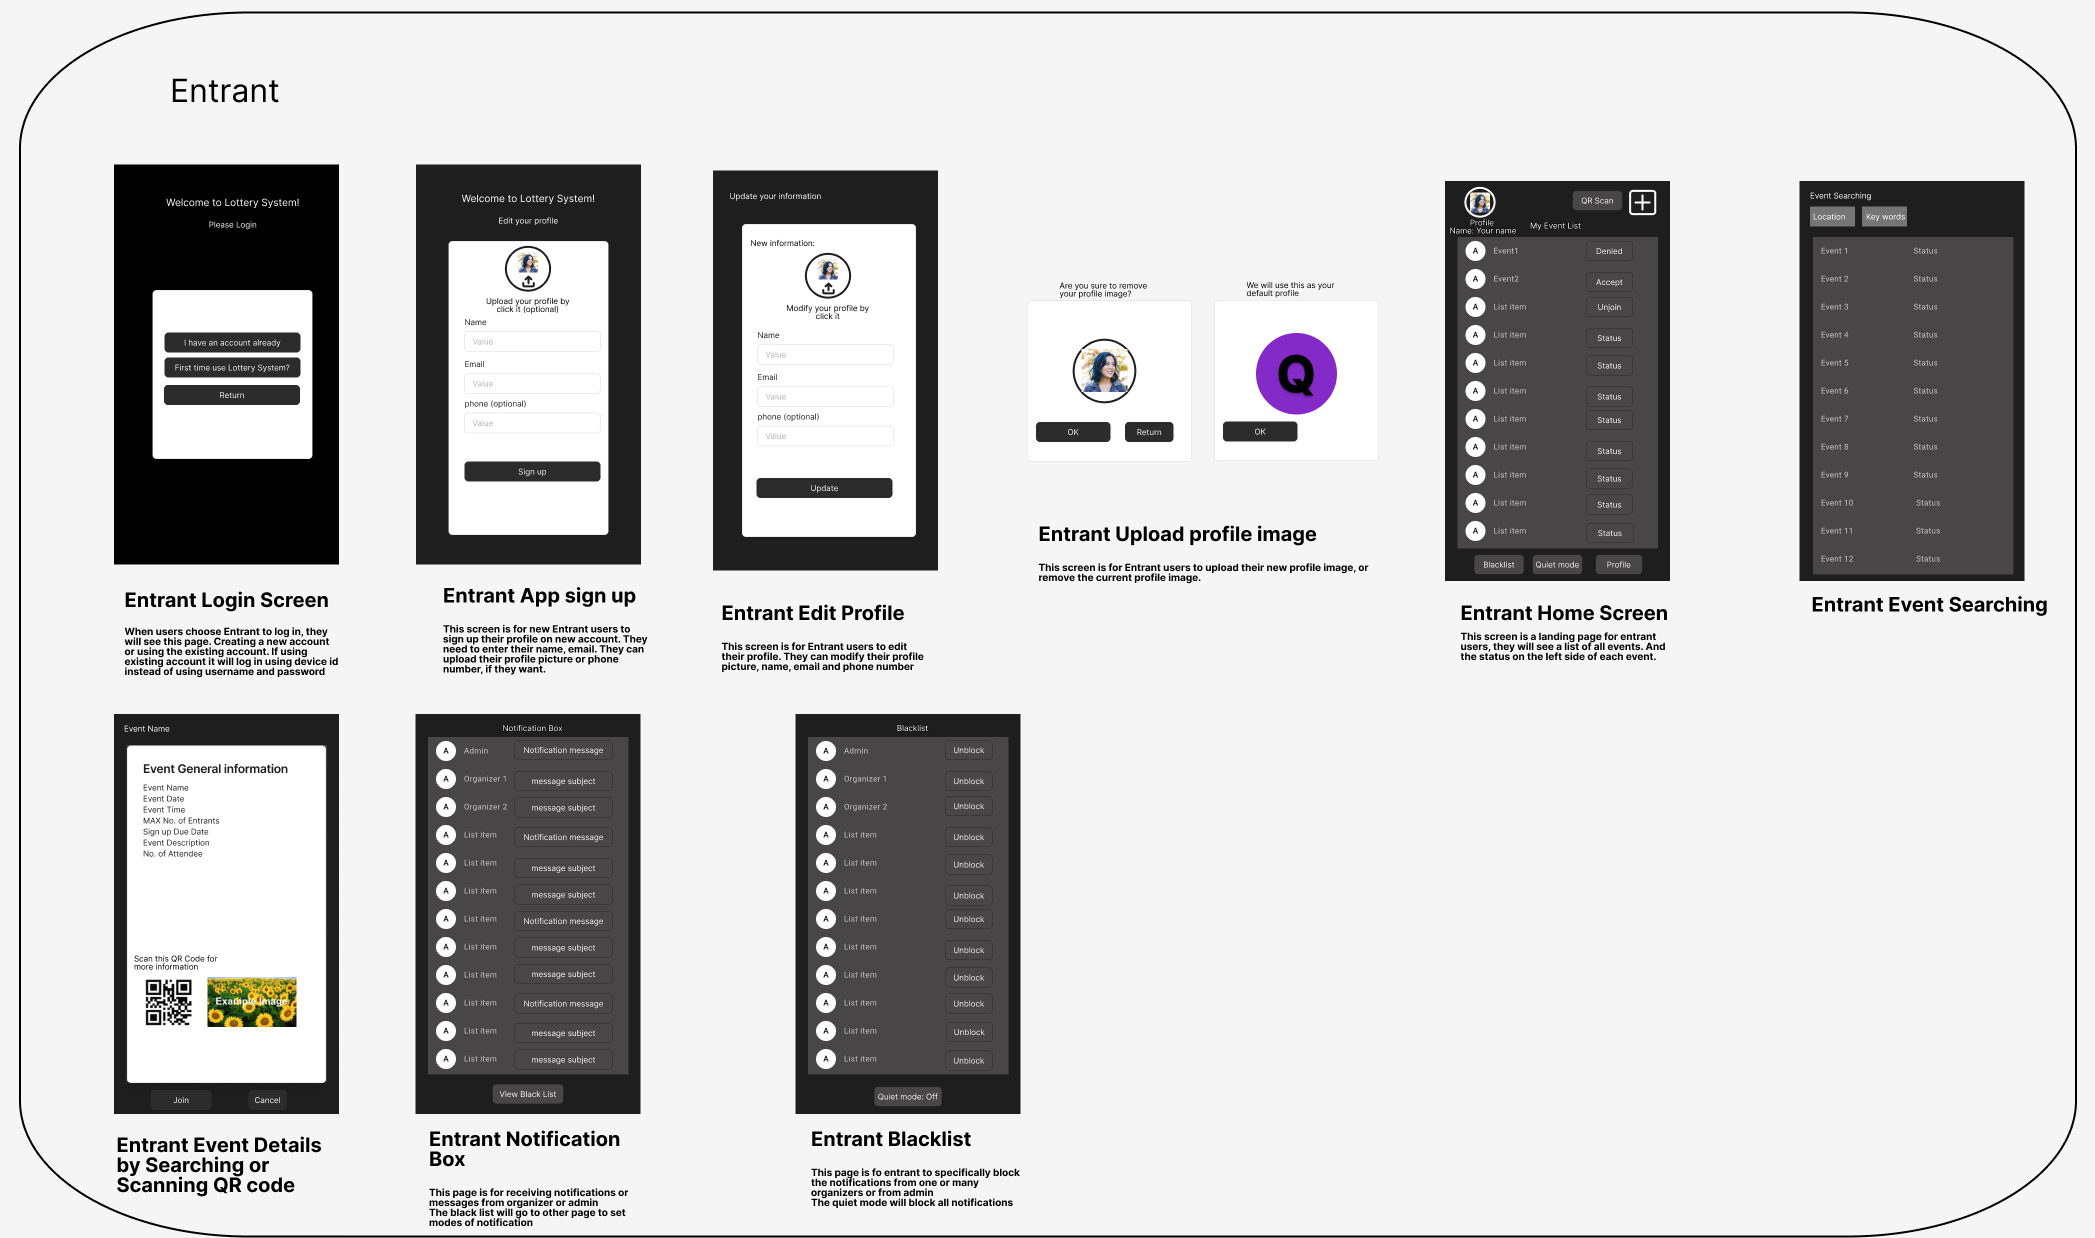 Entrant
Welcome to Lottery System!
Please Login
I have an account already
First time use Lottery System?
Return
Entrant Login Screen
When users choose Entrant to log in, they
will see this page. Creating a new account
or using the existing account. If using
existing account it will log in using device id
instead of using username and password
Welcome to Lottery System!
Edit your profile
Upload your profile by
click it (optional)
Name
Value
Email
Value
phone (optional)
Value
Sign up
Entrant App sign up
This screen is for new Entrant users to
sign up their profile on new account. They
need to enter their name, email. They can
upload their profile picture or phone
number, if they want.
Update your information
New information:
Modify your profile by
click it
Name
Value
Email
Value
phone (optional)
Value
Update
Entrant Edit Profile
This screen is for Entrant users to edit
their profile. They can modify their profile
picture, name, email and phone number
Are you sure to remove
your profile image?
OK
Return
We will use this as your
default profile
Q
OK
Entrant Upload profile image
This screen is for Entrant users to upload their new profile image, or
remove the current profile image.
QR Scan
Profile
Name: Your name
My Event List
A Event1 Denied
A Event2 Accept
A List item Unjoin
A List item Status
A List item Status
A List item Status
A List item Status
A List item Status
A List item Status
A List item Status
A List item Status
Blacklist
Quiet mode
Profile
Entrant Home Screen
This screen is a landing page for entrant
users, they will see a list of all events. And
the status on the left side of each event.
Event Searching
Location
Key words
Event 1 Status
Event 2 Status
Event 3 Status
Event 4 Status
Event 5 Status
Event 6 Status
Event 7 Status
Event 8 Status
Event 9 Status
Event 10 Status
Event 11 Status
Event 12 Status
Entrant Event Searching
Event Name
Event General information
Event Name
Event Date
Event Time
MAX No. of Entrants
Sign up Due Date
Event Description
No. of Attendee
Scan this QR Code for
more information
Example Image
Join
Cancel
Entrant Event Details
by Searching or
Scanning QR code
Notification Box
A Admin Notification message
A Organizer 1 message subject
A Organizer 2 message subject
A List item Notification message
A List item message subject
A List item message subject
A List item Notification message
A List item message subject
A List item message subject
A List item Notification message
A List item message subject
A List item message subject
View Black List
Entrant Notification
Box
This page is for receiving notifications or
messages from organizer or admin
The black list will go to other page to set
modes of notification
Blacklist
A Admin Unblock
A Organizer 1 Unblock
A Organizer 2 Unblock
A List item Unblock
A List item Unblock
A List item Unblock
A List item Unblock
A List item Unblock
A List item Unblock
A List item Unblock
A List item Unblock
A List item Unblock
Quiet mode: Off
Entrant Blacklist
This page is fo entrant to specifically block
the notifications from one or many
organizers or from admin
The quiet mode will block all notifications